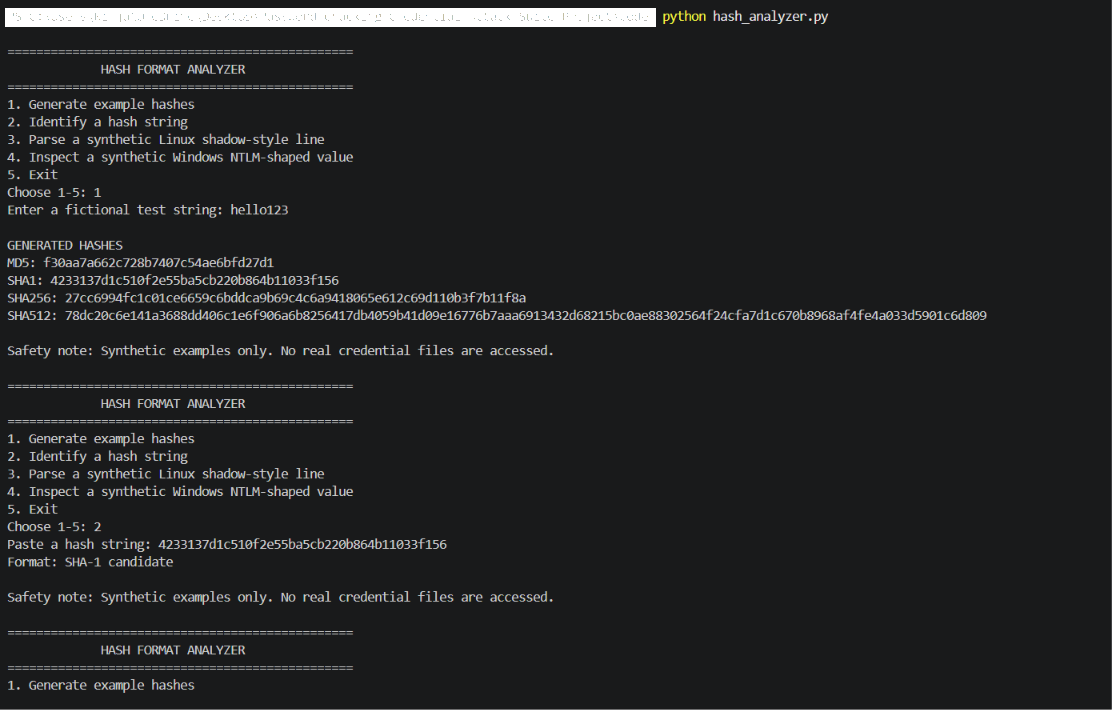 python hash_analyzer.py
================================================
HASH FORMAT ANALYZER
================================================
1. Generate example hashes
2. Identify a hash string
3. Parse a synthetic Linux shadow-style line
4. Inspect a synthetic Windows NTLM-shaped value
5. Exit
Choose 1-5: 1
Enter a fictional test string: hello123
GENERATED HASHES
MD5: f30aa7a662c728b7407c54ae6bfd27d1
SHA1: 4233137d1c510f2e55ba5cb220b864b11033f156
SHA256: 27cc6994fc1c01ce6659c6bddca9b69c4c6a9418065e612c69d110b3f7b11f8a
SHA512: 78dc20c6e141a3688dd406c1e6f906a6b8256417db4059b41d09e16776b7aaa6913432d68215bc0ae88302564f24cfa7d1c670b8968af4fe4a033d5901c6d809
Safety note: Synthetic examples only. No real credential files are accessed.
================================================
HASH FORMAT ANALYZER
================================================
1. Generate example hashes
2. Identify a hash string
3. Parse a synthetic Linux shadow-style line
4. Inspect a synthetic Windows NTLM-shaped value
5. Exit
Choose 1-5: 2
Paste a hash string: 4233137d1c510f2e55ba5cb220b864b11033f156
Format: SHA-1 candidate
Safety note: Synthetic examples only. No real credential files are accessed.
================================================
HASH FORMAT ANALYZER
================================================
1. Generate example hashes